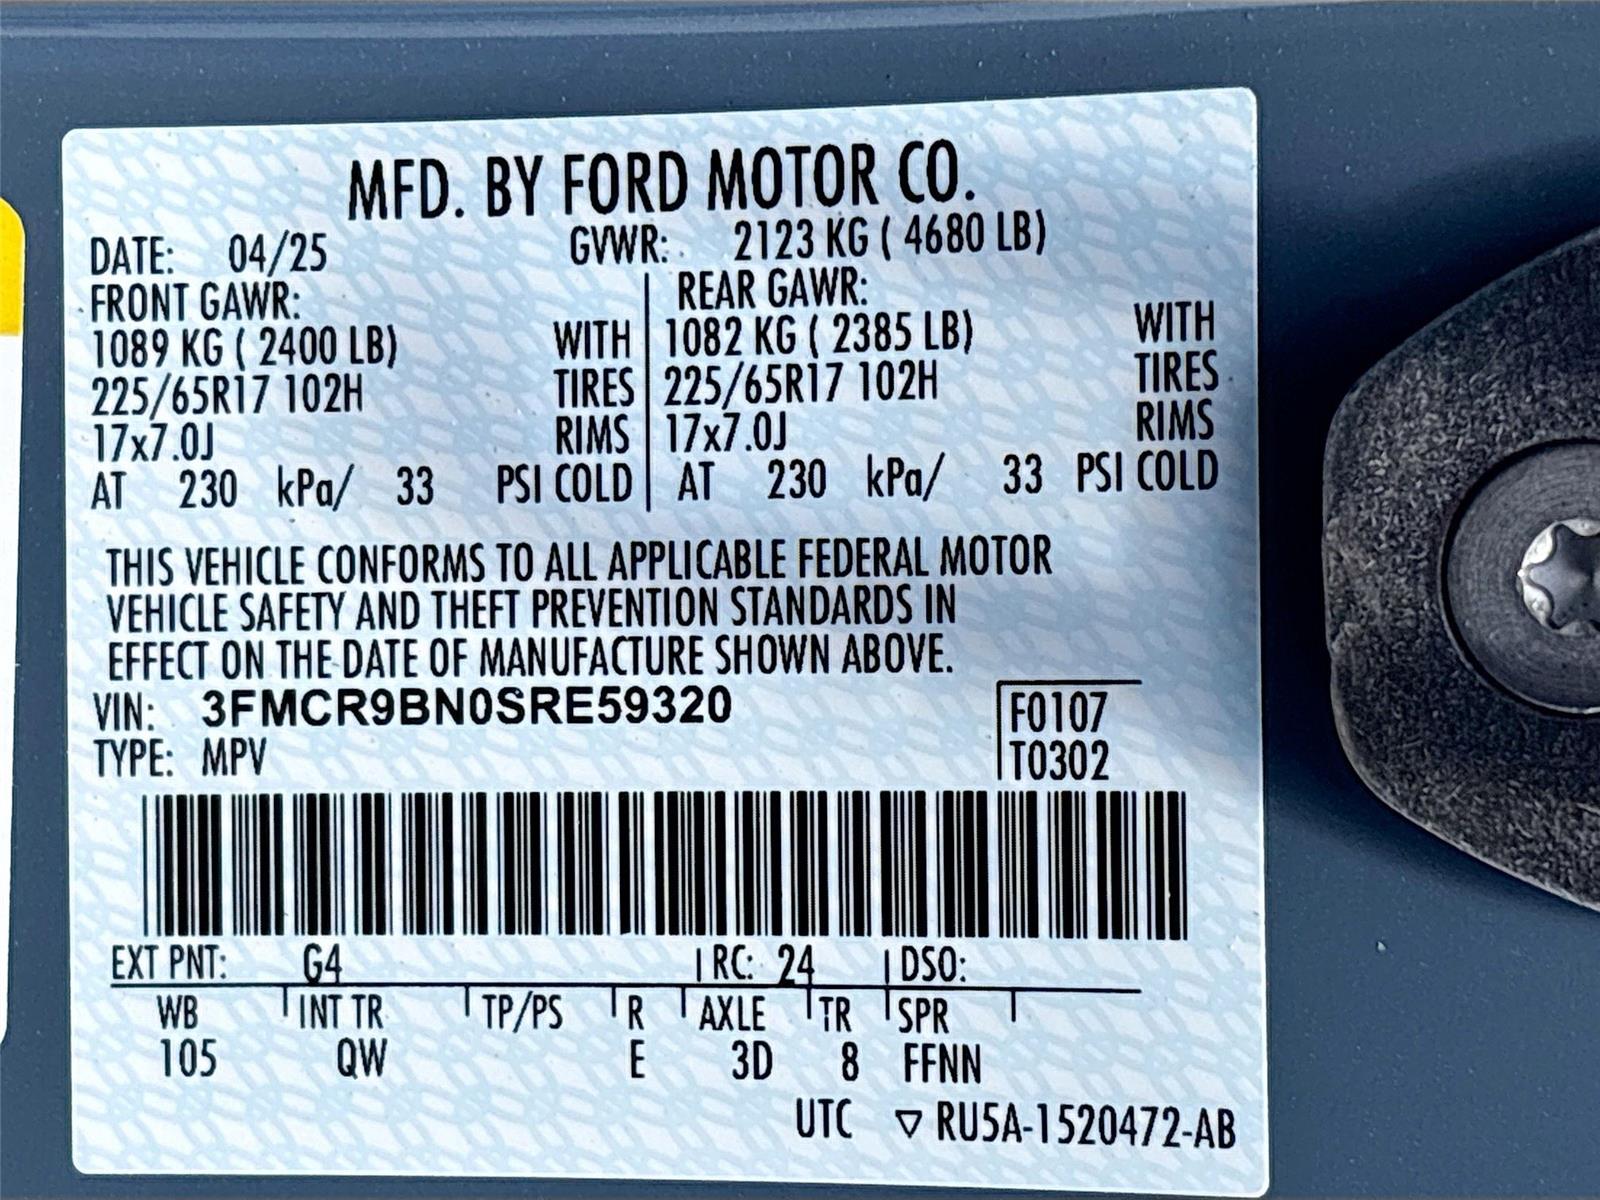 MFD. BY FORD MOTOR CO.
DATE: 04/25 GVWR: 2123 KG ( 4680 LB)
FRONT GAWR: REAR GAWR:
1089 KG ( 2400 LB) WITH 1082 KG ( 2385 LB) WITH
225/65R17 102H TIRES 225/65R17 102H TIRES
17x7.0J RIMS 17x7.0J RIMS
AT 230 kPa/ 33 PSI COLD AT 230 kPa/ 33 PSI COLD
THIS VEHICLE CONFORMS TO ALL APPLICABLE FEDERAL MOTOR
VEHICLE SAFETY AND THEFT PREVENTION STANDARDS IN
EFFECT ON THE DATE OF MANUFACTURE SHOWN ABOVE.
VIN: 3FMCR9BN0SRE59320 F0107
TYPE: MPV T0302
EXT PNT: G4 RC: 24 DSO:
WB INT TR TP/PS R AXLE TR SPR
105 QW E 3D 8 FFNN
UTC ▽ RU5A-1520472-AB